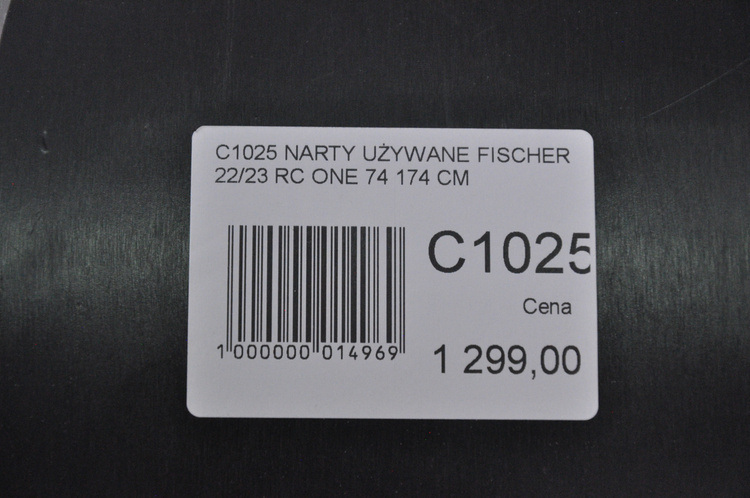 C1025 NARTY UŻYWANE FISCHER
22/23 RC ONE 74 174 CM
C1025
Cena
1 299,00
1 000000 014969